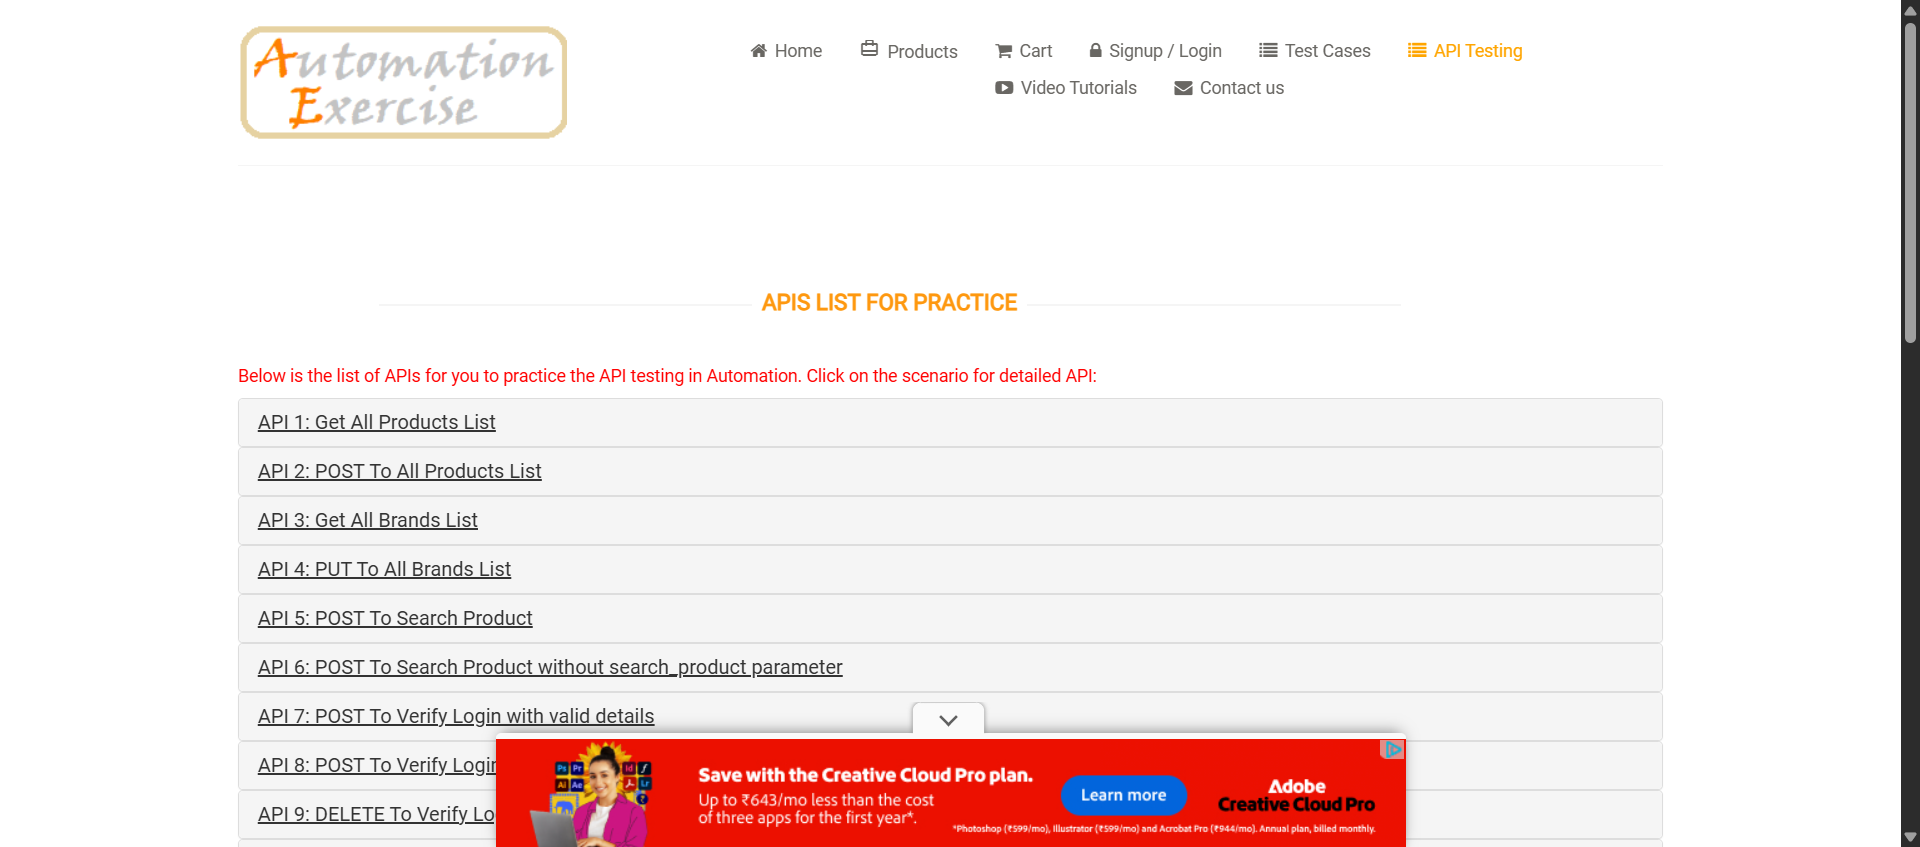 Automation
Exercise
Home
Products
Cart
Signup / Login
Test Cases
API Testing
Video Tutorials
Contact us
APIS LIST FOR PRACTICE
Below is the list of APIs for you to practice the API testing in Automation. Click on the scenario for detailed API:
API 1: Get All Products List
API 2: POST To All Products List
API 3: Get All Brands List
API 4: PUT To All Brands List
API 5: POST To Search Product
API 6: POST To Search Product without search_product parameter
API 7: POST To Verify Login with valid details
API 8: POST To Verify Login
API 9: DELETE To Verify Lo
Ps Pr Id f
Ai Ae Lr
Save with the Creative Cloud Pro plan.
Up to ₹643/mo less than the cost
of three apps for the first year*.
Learn more
Adobe
Creative Cloud Pro
*Photoshop (₹599/mo), Illustrator (₹599/mo) and Acrobat Pro (₹944/mo). Annual plan, billed monthly.